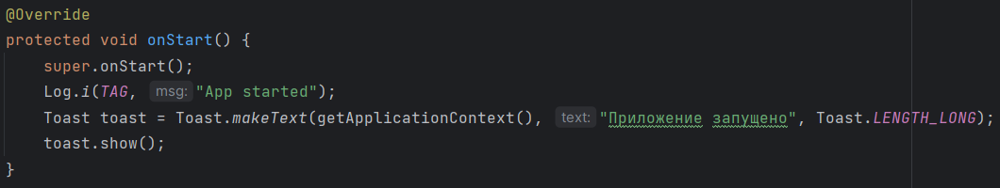 @Override
protected void onStart() {
super.onStart();
Log.i(TAG, msg: "App started");
Toast toast = Toast.makeText(getApplicationContext(), text: "Приложение запущено", Toast.LENGTH_LONG);
toast.show();
}